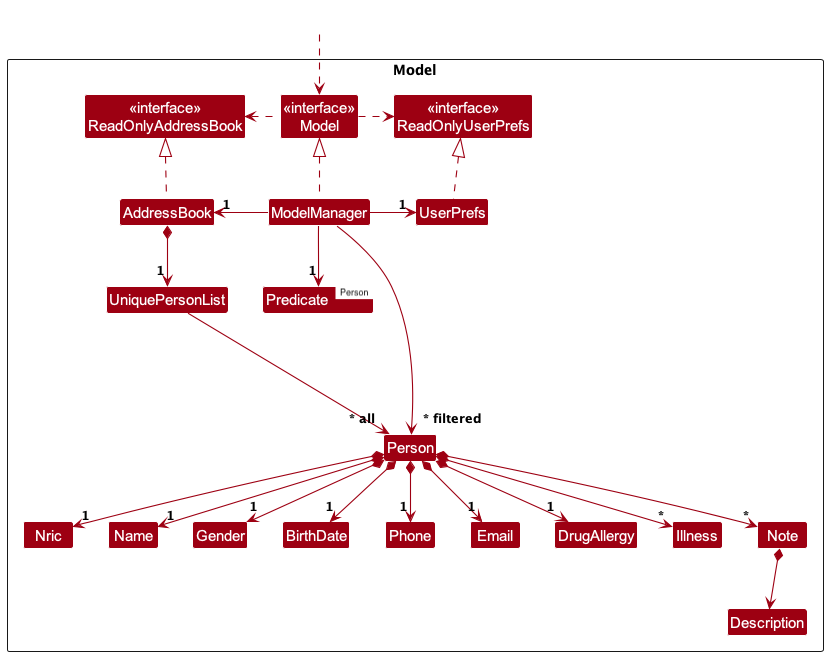 Model
«interface»
ReadOnlyAddressBook
«interface»
Model
«interface»
ReadOnlyUserPrefs
AddressBook
1
ModelManager
1
UserPrefs
1
1
UniquePersonList
Predicate
Person
* all
* filtered
Person
1
1
1
1
1
1
1
*
*
Nric
Name
Gender
BirthDate
Phone
Email
DrugAllergy
Illness
Note
Description